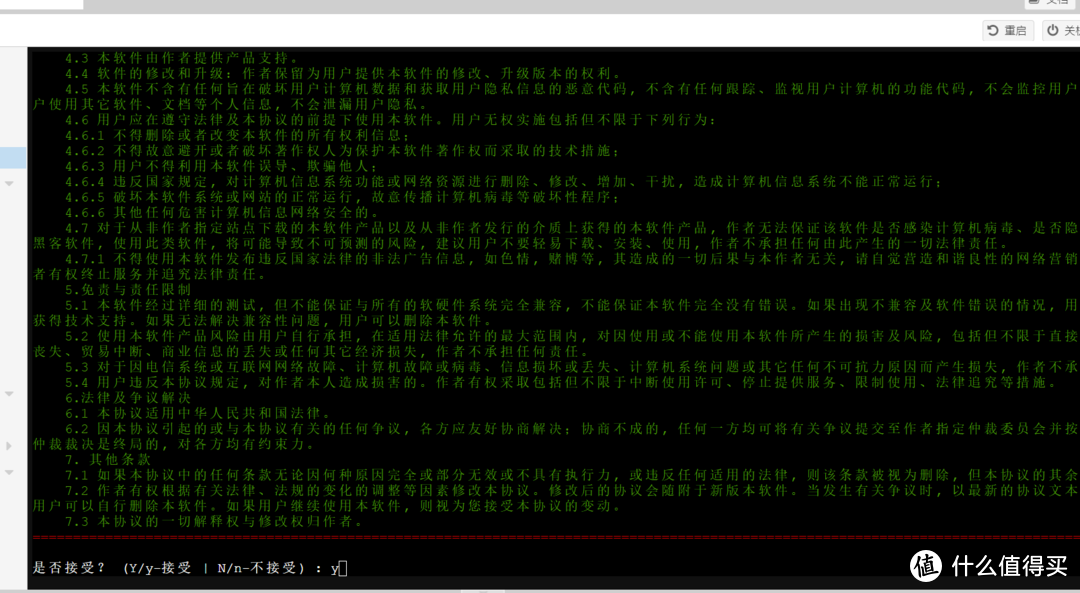 文档
重启
关机
4.3 本软件由作者提供产品支持。
4.4 软件的修改和升级：作者保留为用户提供本软件的修改、升级版本的权利。
4.5 本软件不含有任何旨在破坏用户计算机数据和获取用户隐私信息的恶意代码，不含有任何跟踪、监视用户计算机的功能代码，不会监控用户
户使用其它软件、文档等个人信息，不会泄漏用户隐私。
4.6 用户应在遵守法律及本协议的前提下使用本软件。用户无权实施包括但不限于下列行为：
4.6.1 不得删除或者改变本软件的所有权利信息；
4.6.2 不得故意避开或者破坏著作权人为保护本软件著作权而采取的技术措施；
4.6.3 用户不得利用本软件误导、欺骗他人；
4.6.4 违反国家规定，对计算机信息系统功能或网络资源进行删除、修改、增加、干扰，造成计算机信息系统不能正常运行；
4.6.5 破坏本软件系统或网站的正常运行，故意传播计算机病毒等破坏性程序；
4.6.6 其他任何危害计算机信息网络安全的。
4.7 对于从非作者指定站点下载的本软件产品以及从非作者发行的介质上获得的本软件产品，作者无法保证该软件是否感染计算机病毒、是否隐
黑客软件，使用此类软件，将可能导致不可预测的风险，建议用户不要轻易下载、安装、使用，作者不承担任何由此产生的一切法律责任。
4.7.1 不得使用本软件发布违反国家法律的非法广告信息，如色情，赌博等，其造成的一切后果与本作者无关，请自觉营造和谐良性的网络营销
者有权终止服务并追究法律责任。
5.免责与责任限制
5.1 本软件经过详细的测试，但不能保证与所有的软硬件系统完全兼容，不能保证本软件完全没有错误。如果出现不兼容及软件错误的情况，用
获得技术支持。如果无法解决兼容性问题，用户可以删除本软件。
5.2 使用本软件产品风险由用户自行承担，在适用法律允许的最大范围内，对因使用或不能使用本软件所产生的损害及风险，包括但不限于直接
丧失、贸易中断、商业信息的丢失或任何其它经济损失，作者不承担任何责任。
5.3 对于因电信系统或互联网网络故障、计算机故障或病毒、信息损坏或丢失、计算机系统问题或其它任何不可抗力原因而产生损失，作者不承
5.4 用户违反本协议规定，对作者本人造成损害的。作者有权采取包括但不限于中断使用许可、停止提供服务、限制使用、法律追究等措施。
6.法律及争议解决
6.1 本协议适用中华人民共和国法律。
6.2 因本协议引起的或与本协议有关的任何争议，各方应友好协商解决；协商不成的，任何一方均可将有关争议提交至作者指定仲裁委员会并按
仲裁裁决是终局的，对各方均有约束力。
7. 其他条款
7.1 如果本协议中的任何条款无论因何种原因完全或部分无效或不具有执行力，或违反任何适用的法律，则该条款被视为删除，但本协议的其余
7.2 作者有权根据有关法律、法规的变化的调整等因素修改本协议。修改后的协议会随附于新版本软件。当发生有关争议时，以最新的协议文本
用户可以自行删除本软件。如果用户继续使用本软件，则视为您接受本协议的变动。
7.3 本协议的一切解释权与修改权归作者。
是否接受？ (Y/y-接受 | N/n-不接受) : y
值 什么值得买